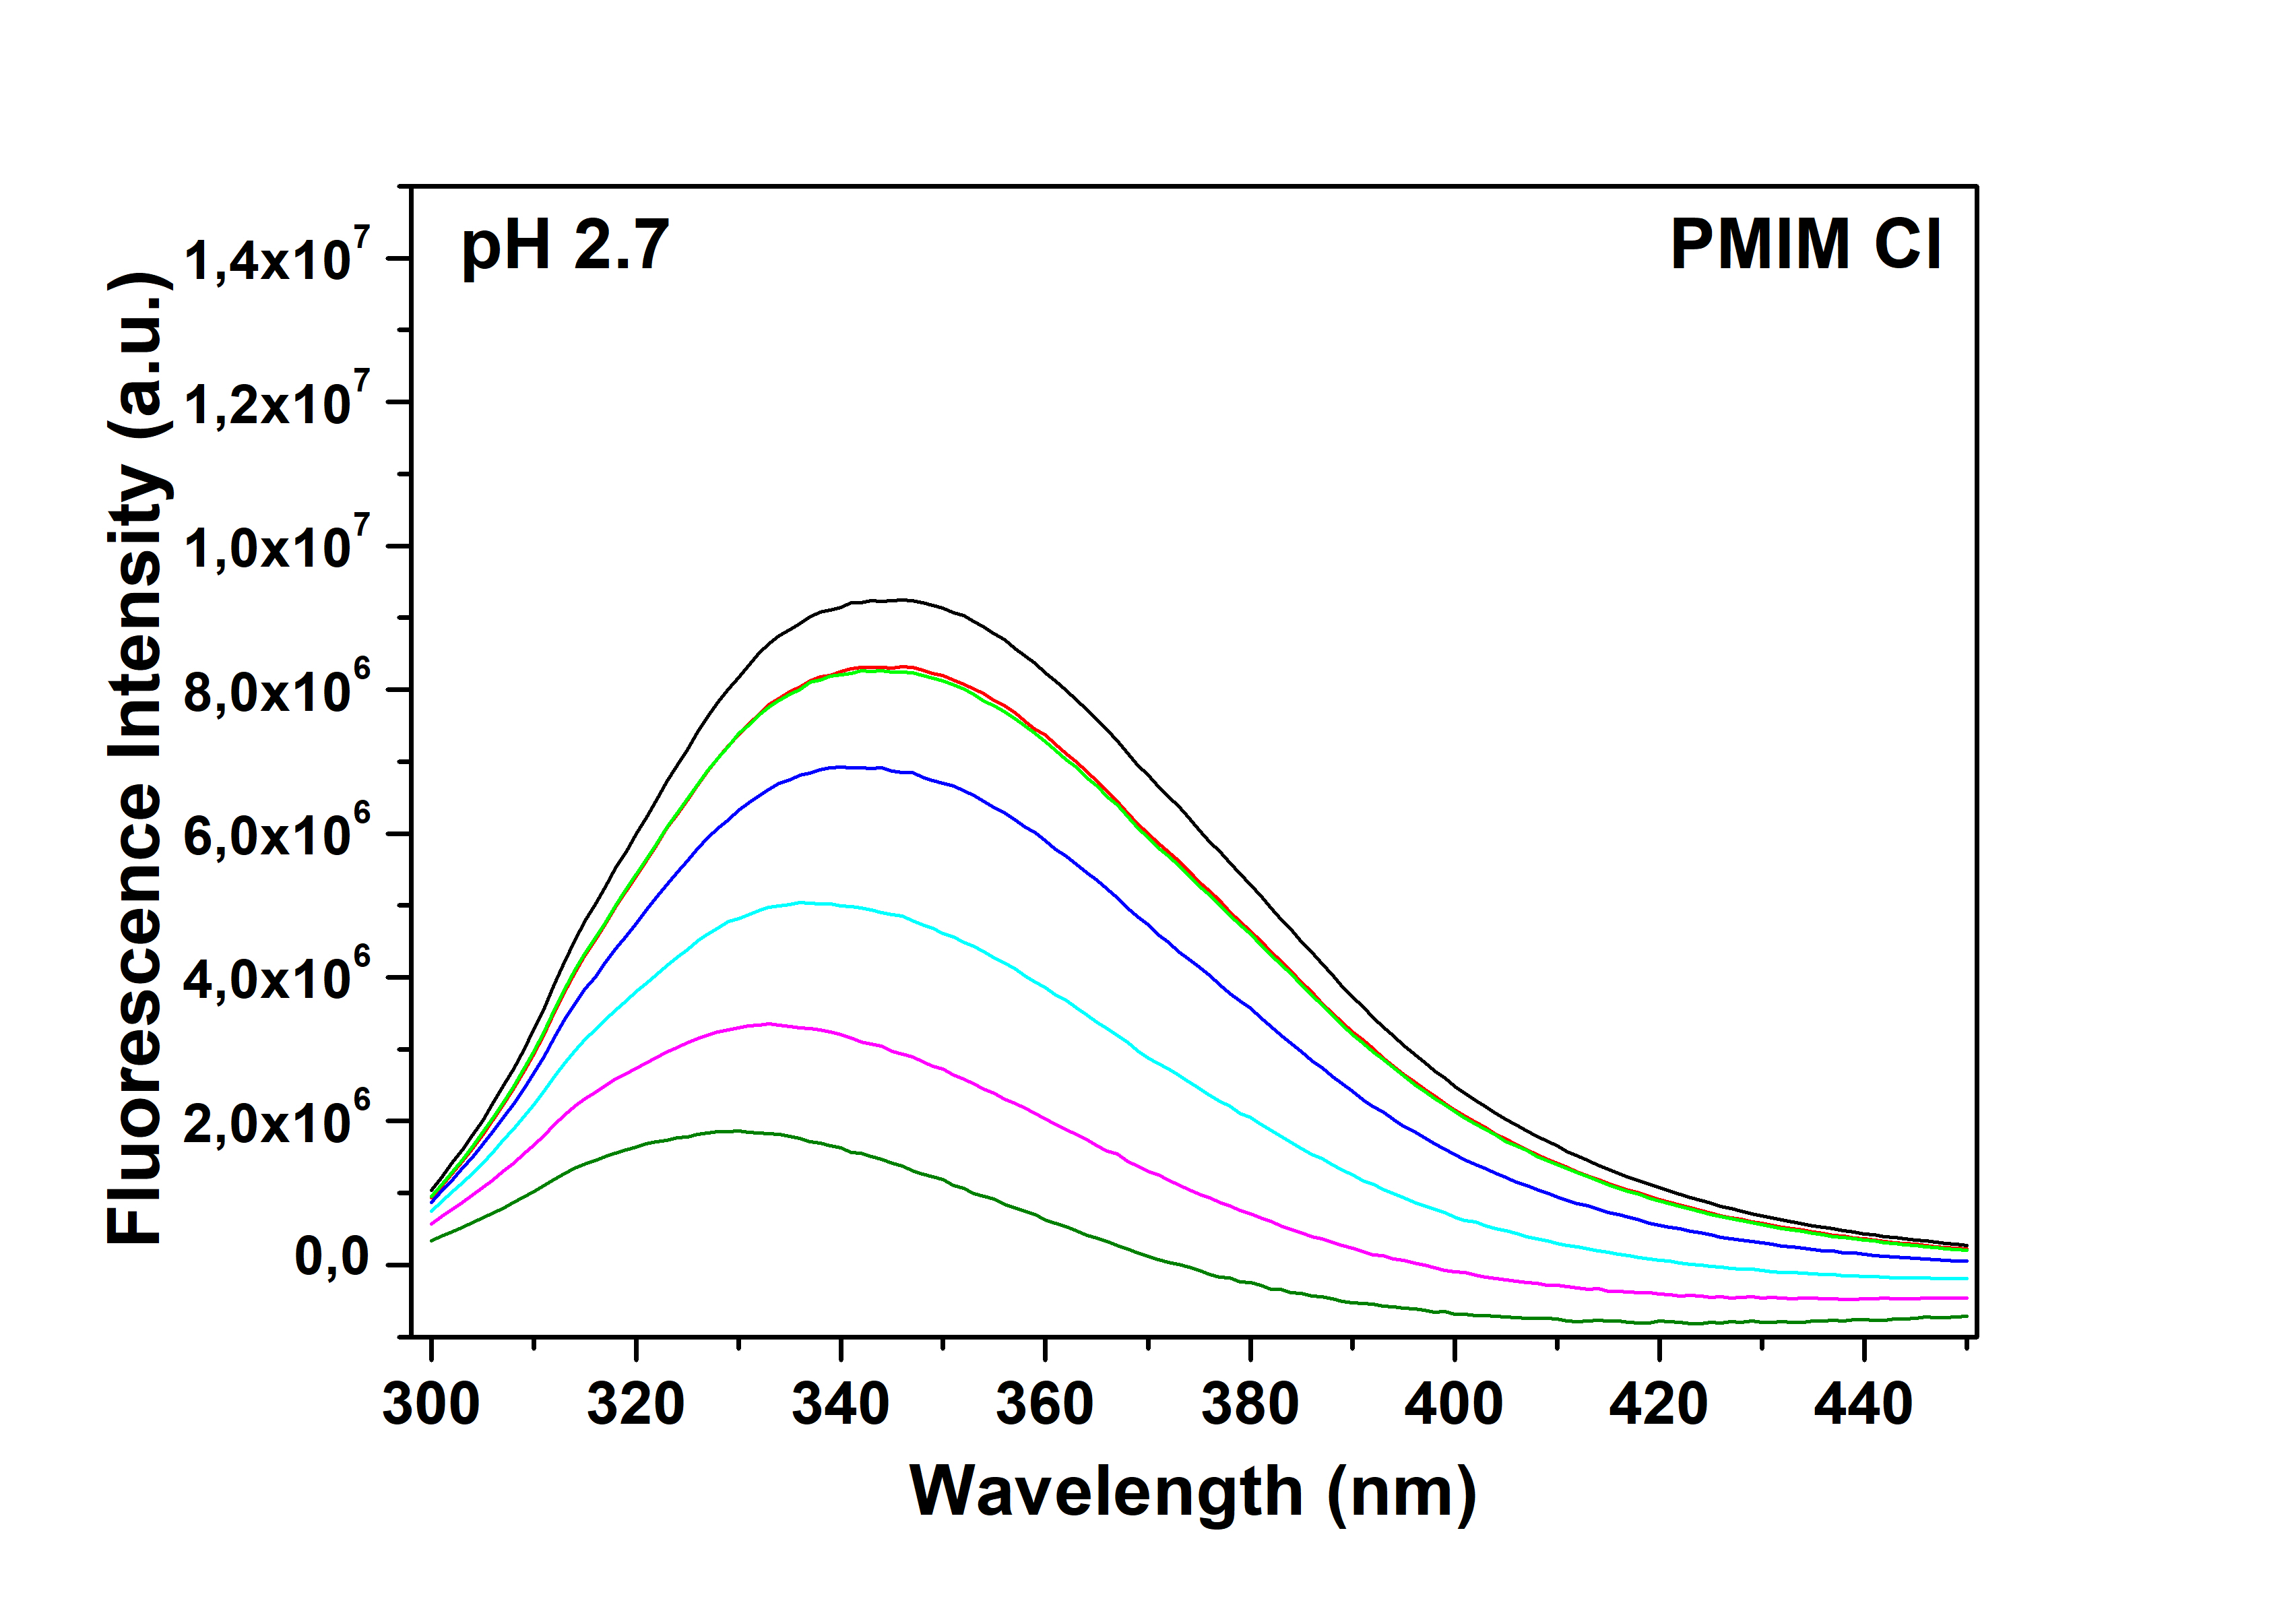 pH 2.7
PMIM Cl
Fluorescence Intensity (a.u.)
1,4x10⁷
1,2x10⁷
1,0x10⁷
8,0x10⁶
6,0x10⁶
4,0x10⁶
2,0x10⁶
0,0
300 320 340 360 380 400 420 440
Wavelength (nm)